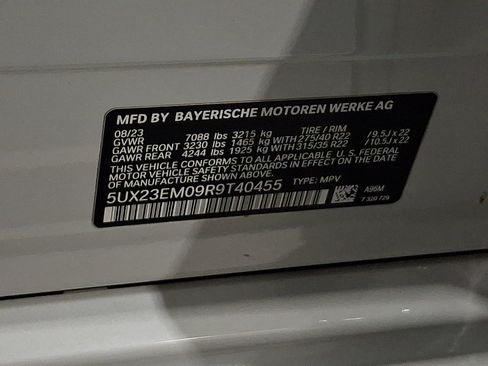 MFD BY BAYERISCHE MOTOREN WERKE AG
08/23 7088 lbs 3215 kg TIRE / RIM
GVWR
GAWR FRONT 3230 lbs 1465 kg WITH 275/40 R22 / 9.5J x 22
GAWR REAR 4244 lbs 1925 kg WITH 315/35 R22 / 10.5J x 22
THIS VEHICLE CONFORMS TO ALL APPLICABLE U.S. FEDERAL
MOTOR VEHICLE SAFETY STANDARDS IN EFFECT ON THE
DATE OF MANUFACTURE SHOWN ABOVE.
5UX23EM09R9T40455 TYPE: MPV
A96M
7 320 729